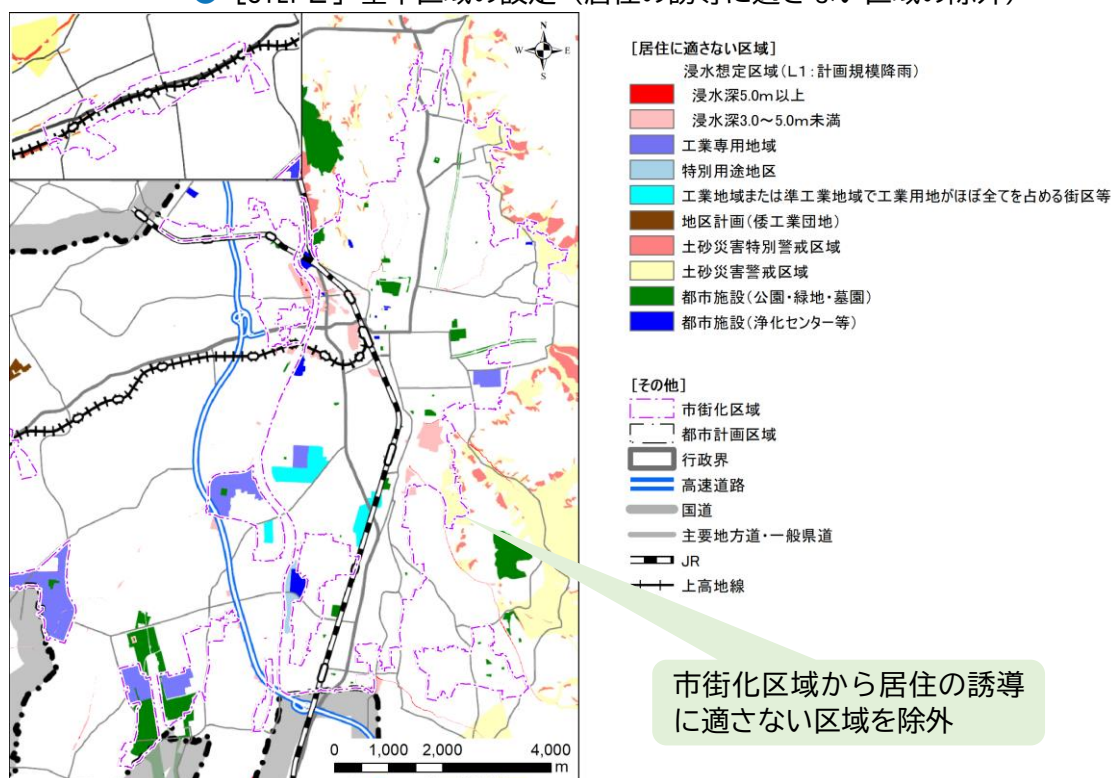 N
W E
S
[居住に適さない区域]
浸水想定区域(L1:計画規模降雨)
浸水深5.0m以上
浸水深3.0～5.0m未満
工業専用地域
特別用途地区
工業地域または準工業地域で工業用地がほぼ全てを占める街区等
地区計画(倭工業団地)
土砂災害特別警戒区域
土砂災害警戒区域
都市施設(公園・緑地・墓園)
都市施設(浄化センター等)
[その他]
市街化区域
都市計画区域
行政界
高速道路
国道
主要地方道・一般県道
JR
上高地線
市街化区域から居住の誘導
に適さない区域を除外
0 1,000 2,000 4,000
m